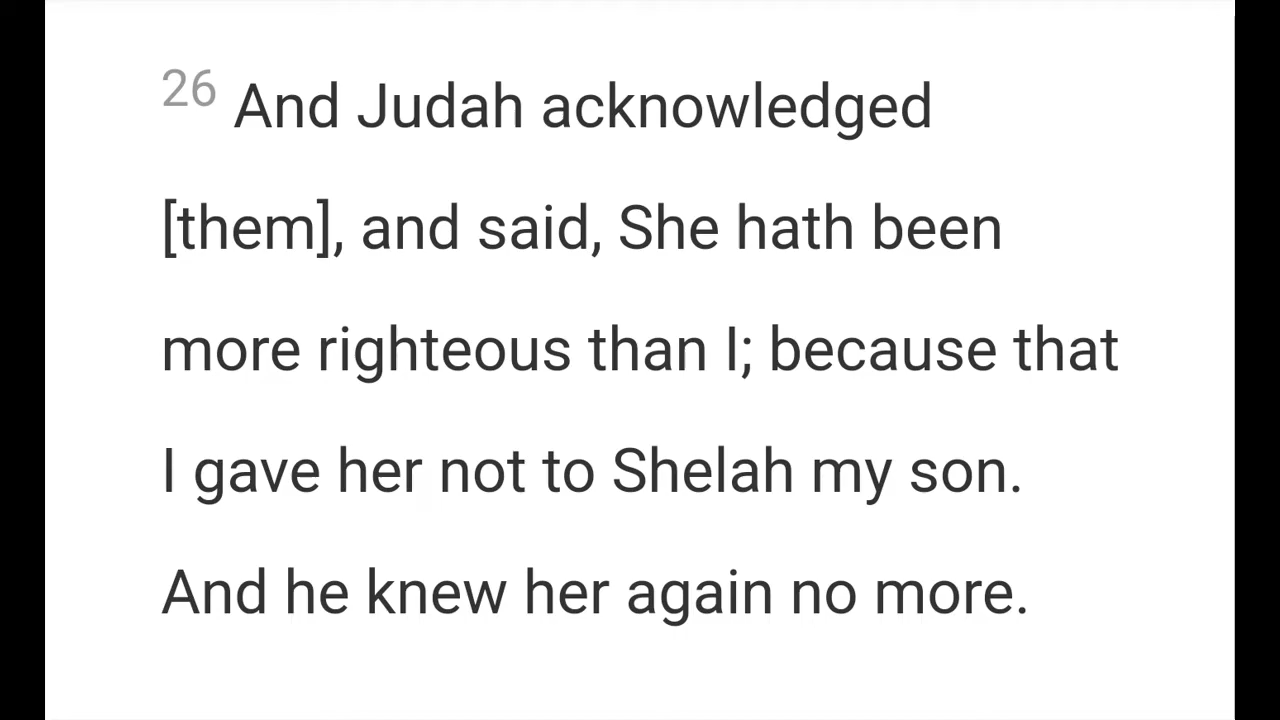 26 And Judah acknowledged
[them], and said, She hath been
more righteous than I; because that
I gave her not to Shelah my son.
And he knew her again no more.